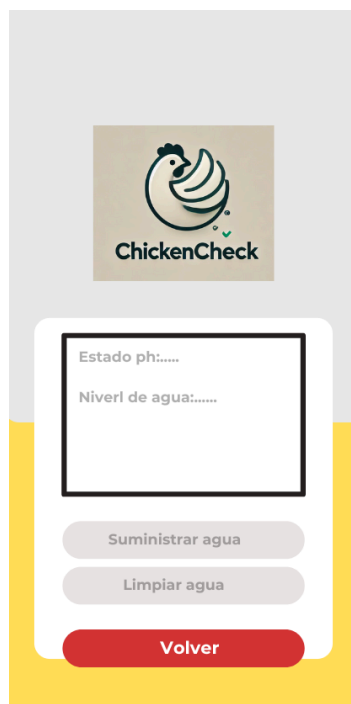 ChickenCheck
Estado ph:.....
Niverl de agua:......
Suministrar agua
Limpiar agua
Volver